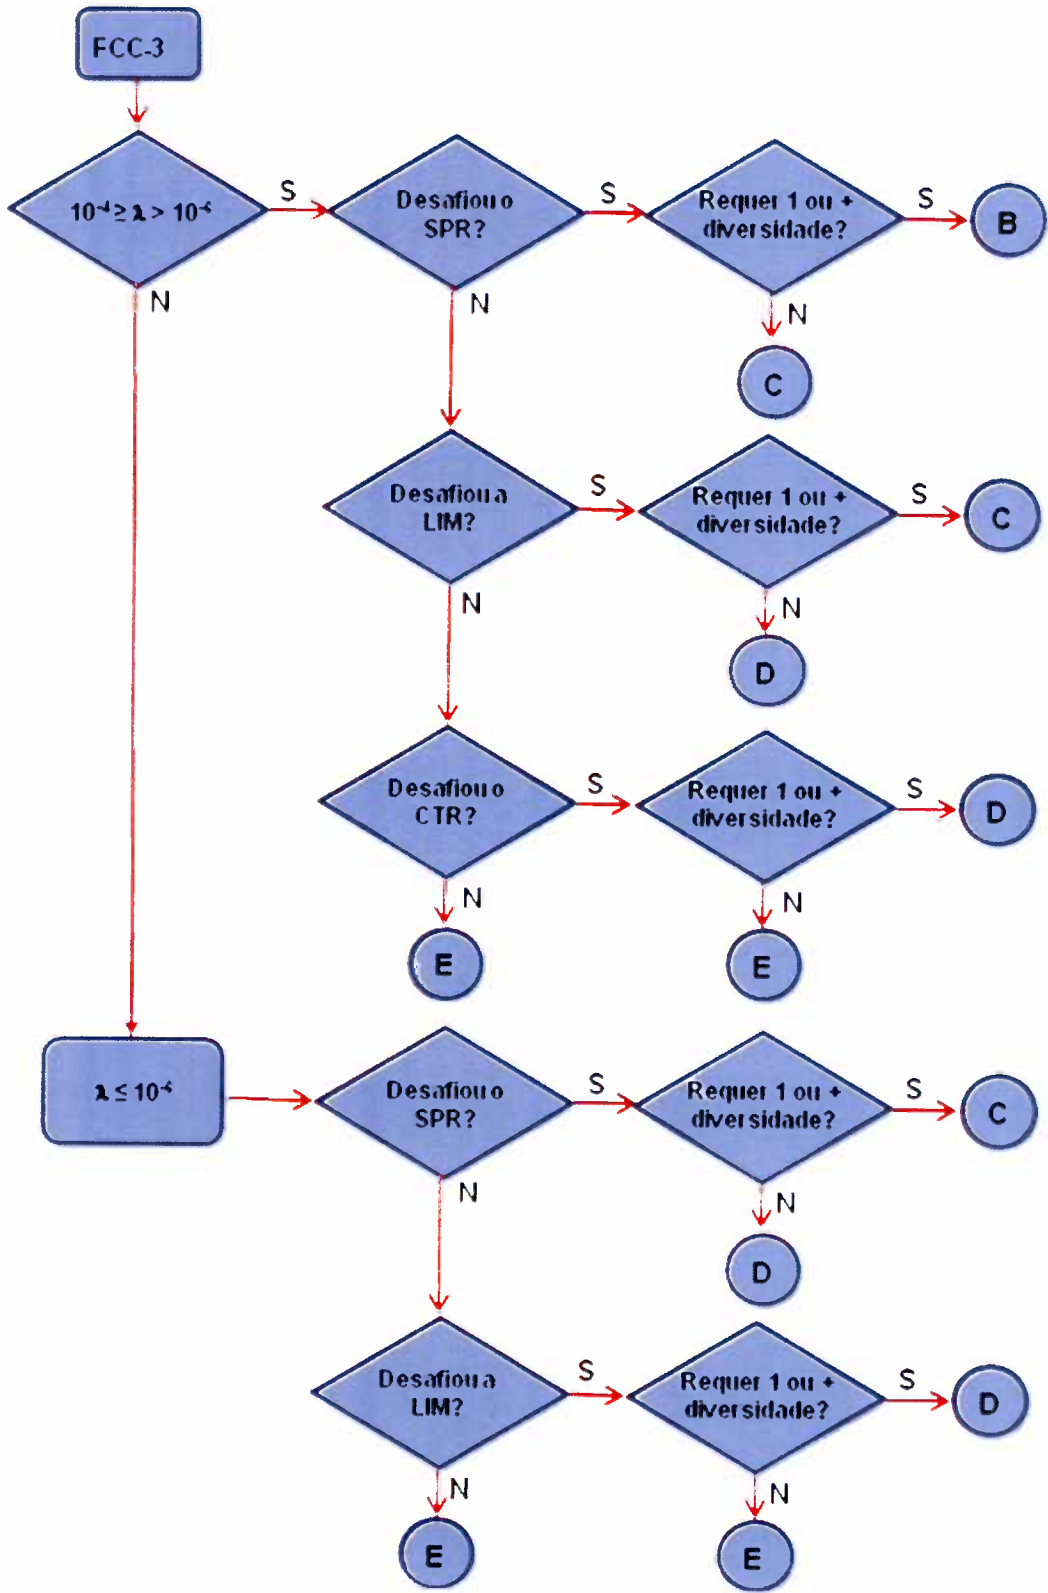 FCC-3
10⁻⁴ ≥ λ > 10⁻⁶
S
Desafiou o
SPR?
S
Requer 1 ou +
diversidade?
S
B
N
N
N
C
Desafiou a
LIM?
S
Requer 1 ou +
diversidade?
S
C
N
N
D
Desafiou o
CTR?
S
Requer 1 ou +
diversidade?
S
D
N
N
E
E
λ ≤ 10⁻⁶
Desafiou o
SPR?
S
Requer 1 ou +
diversidade?
S
C
N
N
D
Desafiou a
LIM?
S
Requer 1 ou +
diversidade?
S
D
N
N
E
E